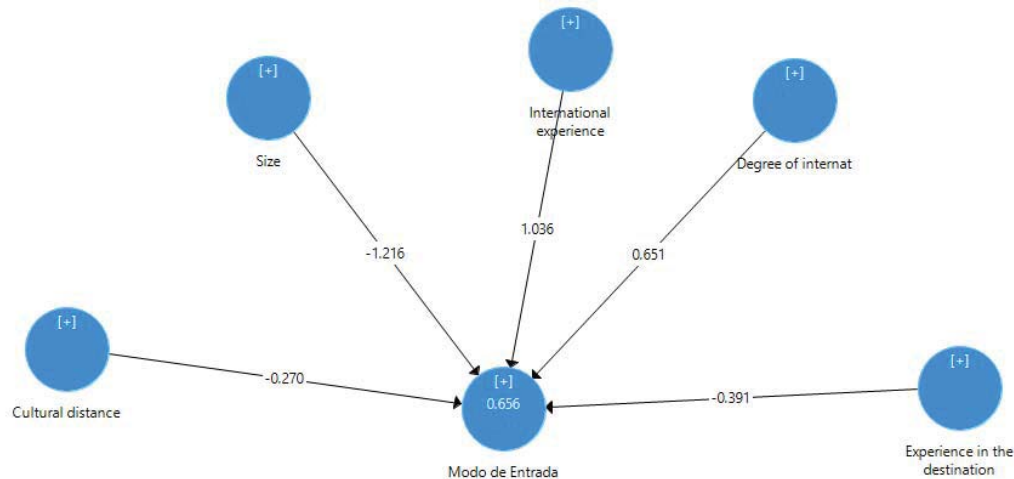 [+]
International
experience
[+]
Size
[+]
Degree of internat
1.036
-1.216
0.651
[+]
Cultural distance
-0.270
[+]
0.656
Modo de Entrada
-0.391
[+]
Experience in the
destination